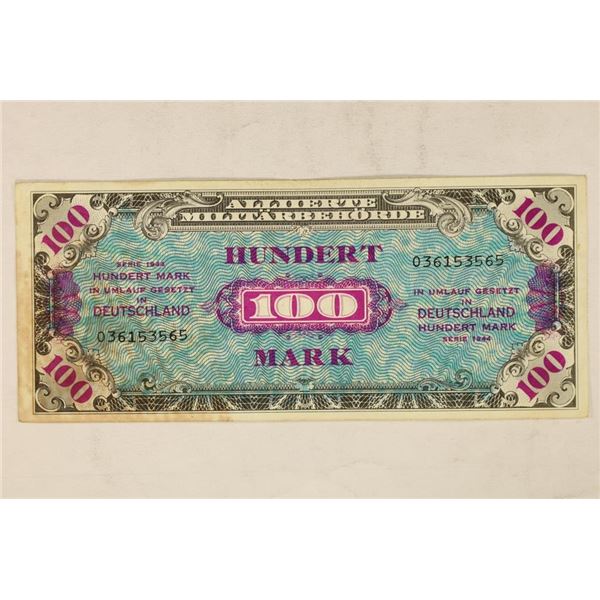 ALLIIERTE
MILITÄRBEHÖRDE
100
100
HUNDERT
100
MARK
SERIE 1944
HUNDERT MARK
IN UMLAUF GESETZT
IN
DEUTSCHLAND
036153565
036153565
IN UMLAUF GESETZT
IN
DEUTSCHLAND
HUNDERT MARK
SERIE 1944
100
100